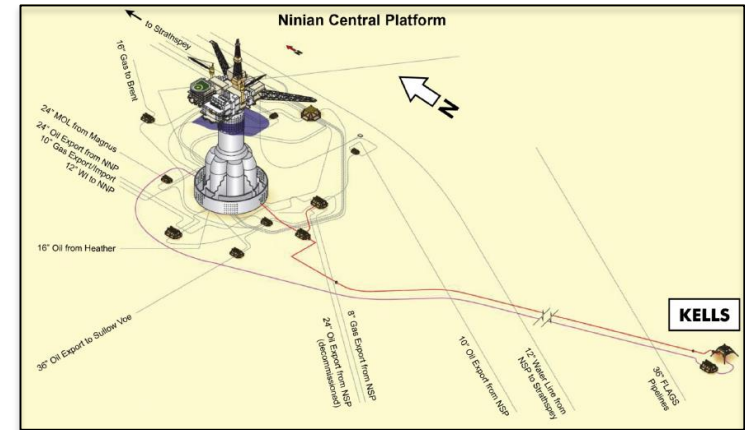 Ninian Central Platform
to Strathspey
16" Gas to Brent
N
24" MOL from Magnus
24" Oil Export from NNP
10" Gas Export/Import
12" WI to NNP
16" Oil from Heather
36" Oil Export to Sullow Voe
8" Gas Export from NSP
24" Oil Export from NSP
(decommissioned)
10" Oil Export from NSP
12" Water Line from
NSP to Strathspey
36" FLAGS
Pipelines
KELLS